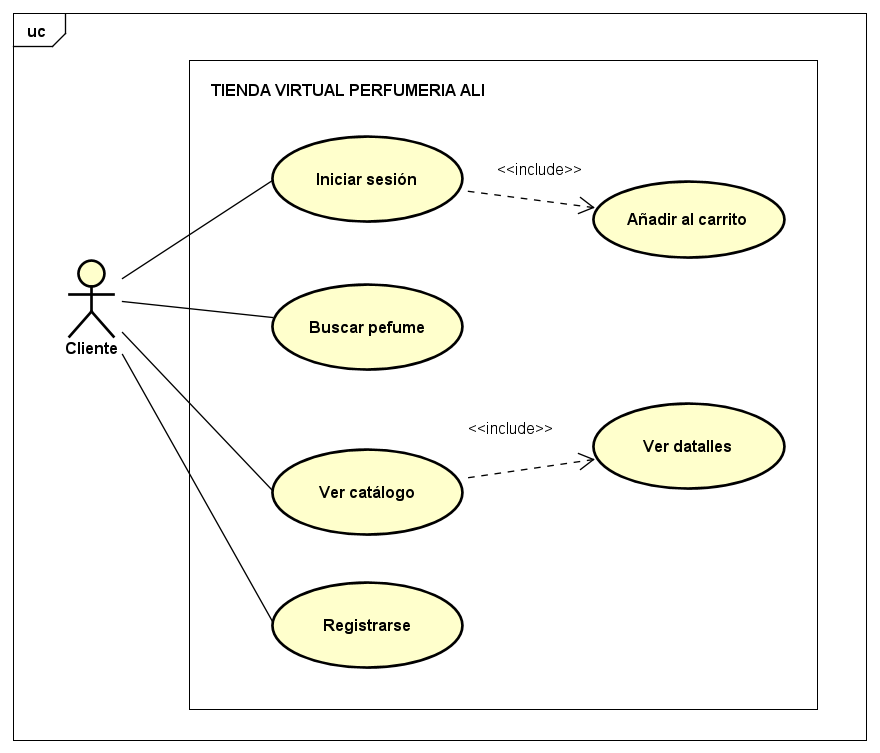 uc
TIENDA VIRTUAL PERFUMERIA ALI
Iniciar sesión
<<include>>
Añadir al carrito
Buscar pefume
Cliente
<<include>>
Ver datalles
Ver catálogo
Registrarse